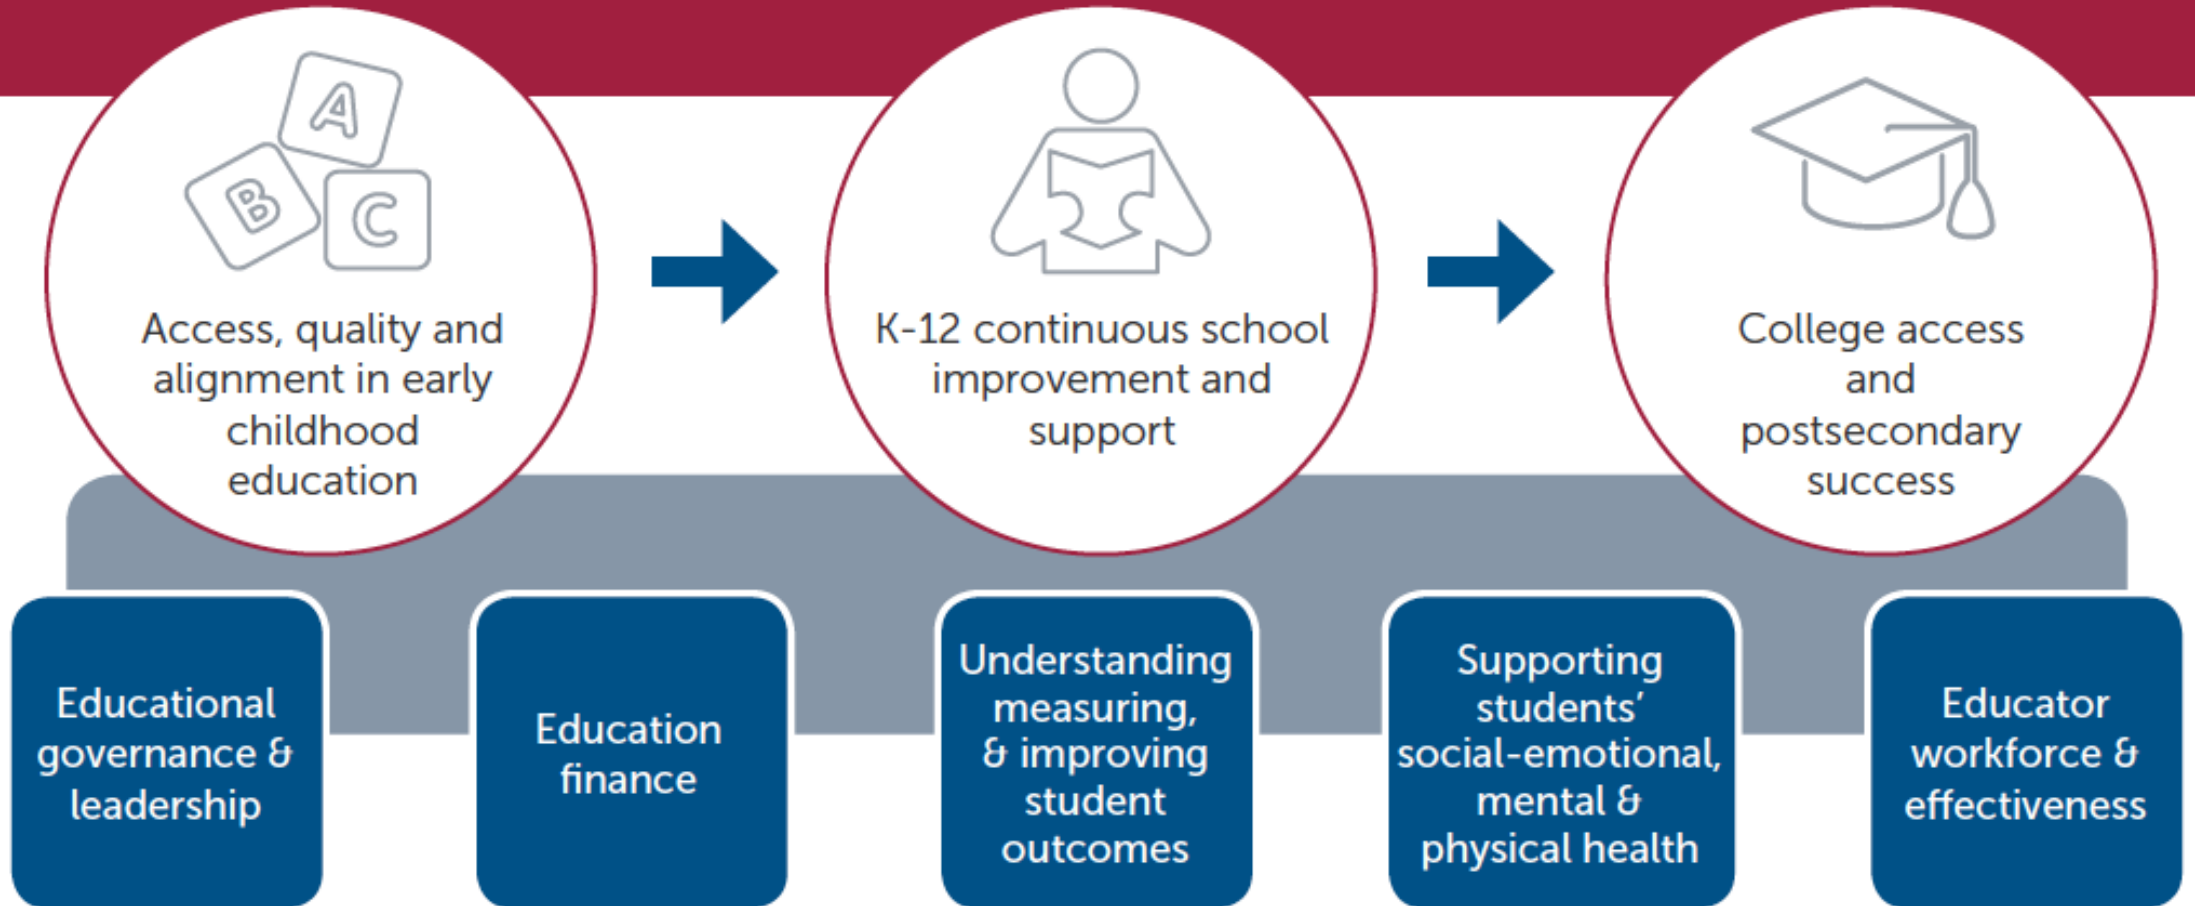 A
B
C
Access, quality and
alignment in early
childhood
education
K-12 continuous school
improvement and
support
College access
and
postsecondary
success
Educational
governance &
leadership
Education
finance
Understanding
measuring,
& improving
student
outcomes
Supporting
students’
social-emotional,
mental &
physical health
Educator
workforce &
effectiveness